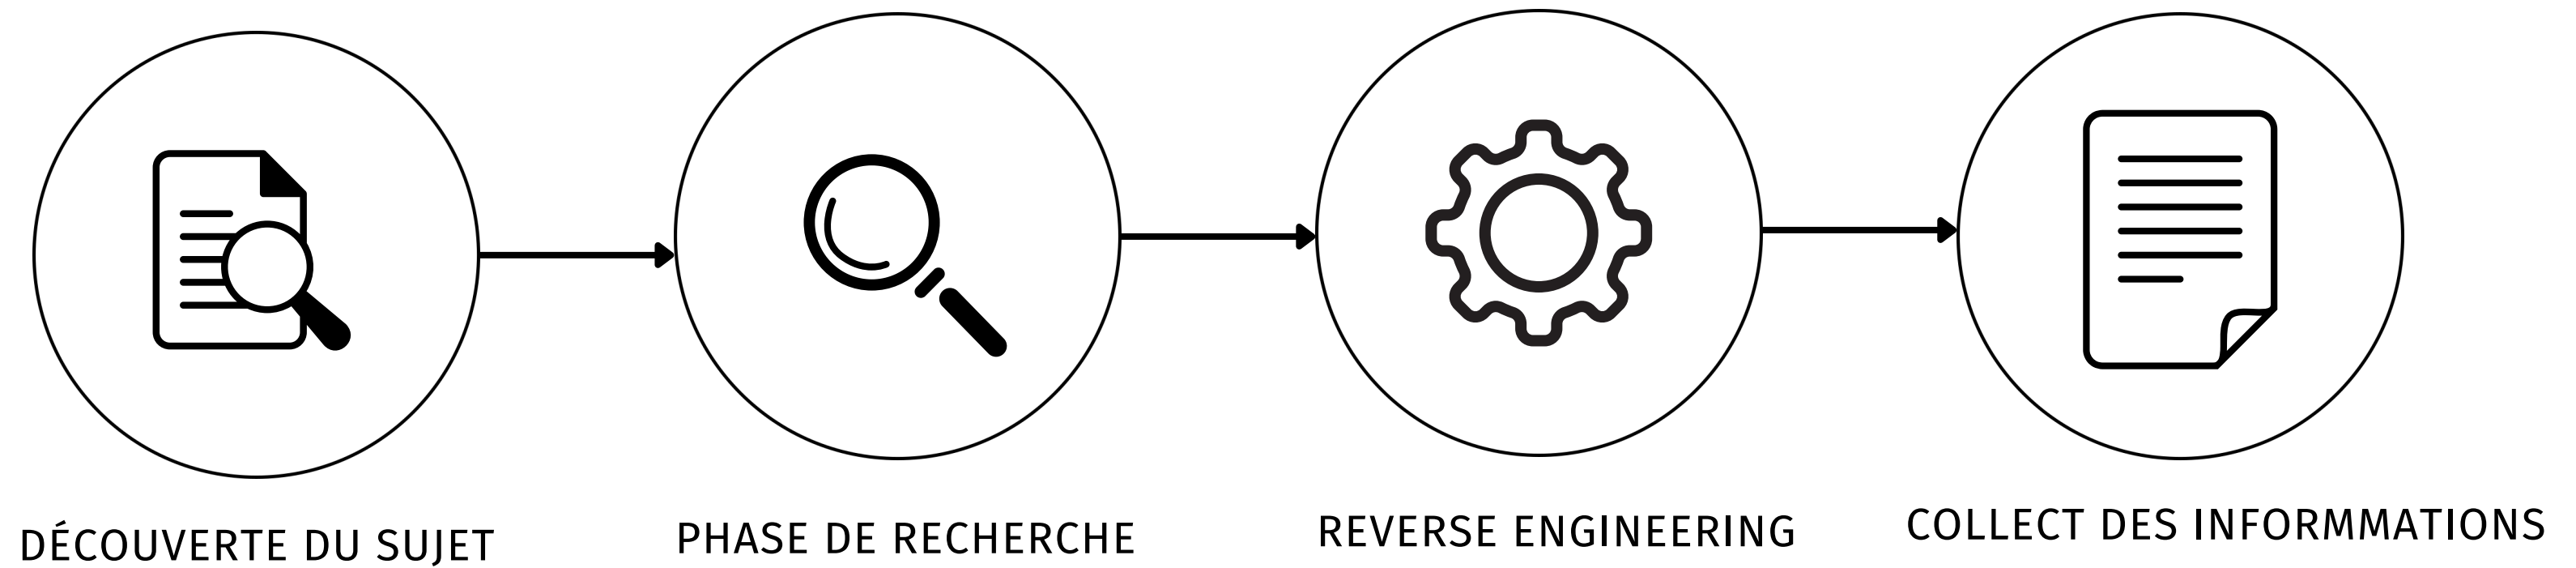 DÉCOUVERTE DU SUJET
PHASE DE RECHERCHE
REVERSE ENGINEERING
COLLECT DES INFORMMATIONS